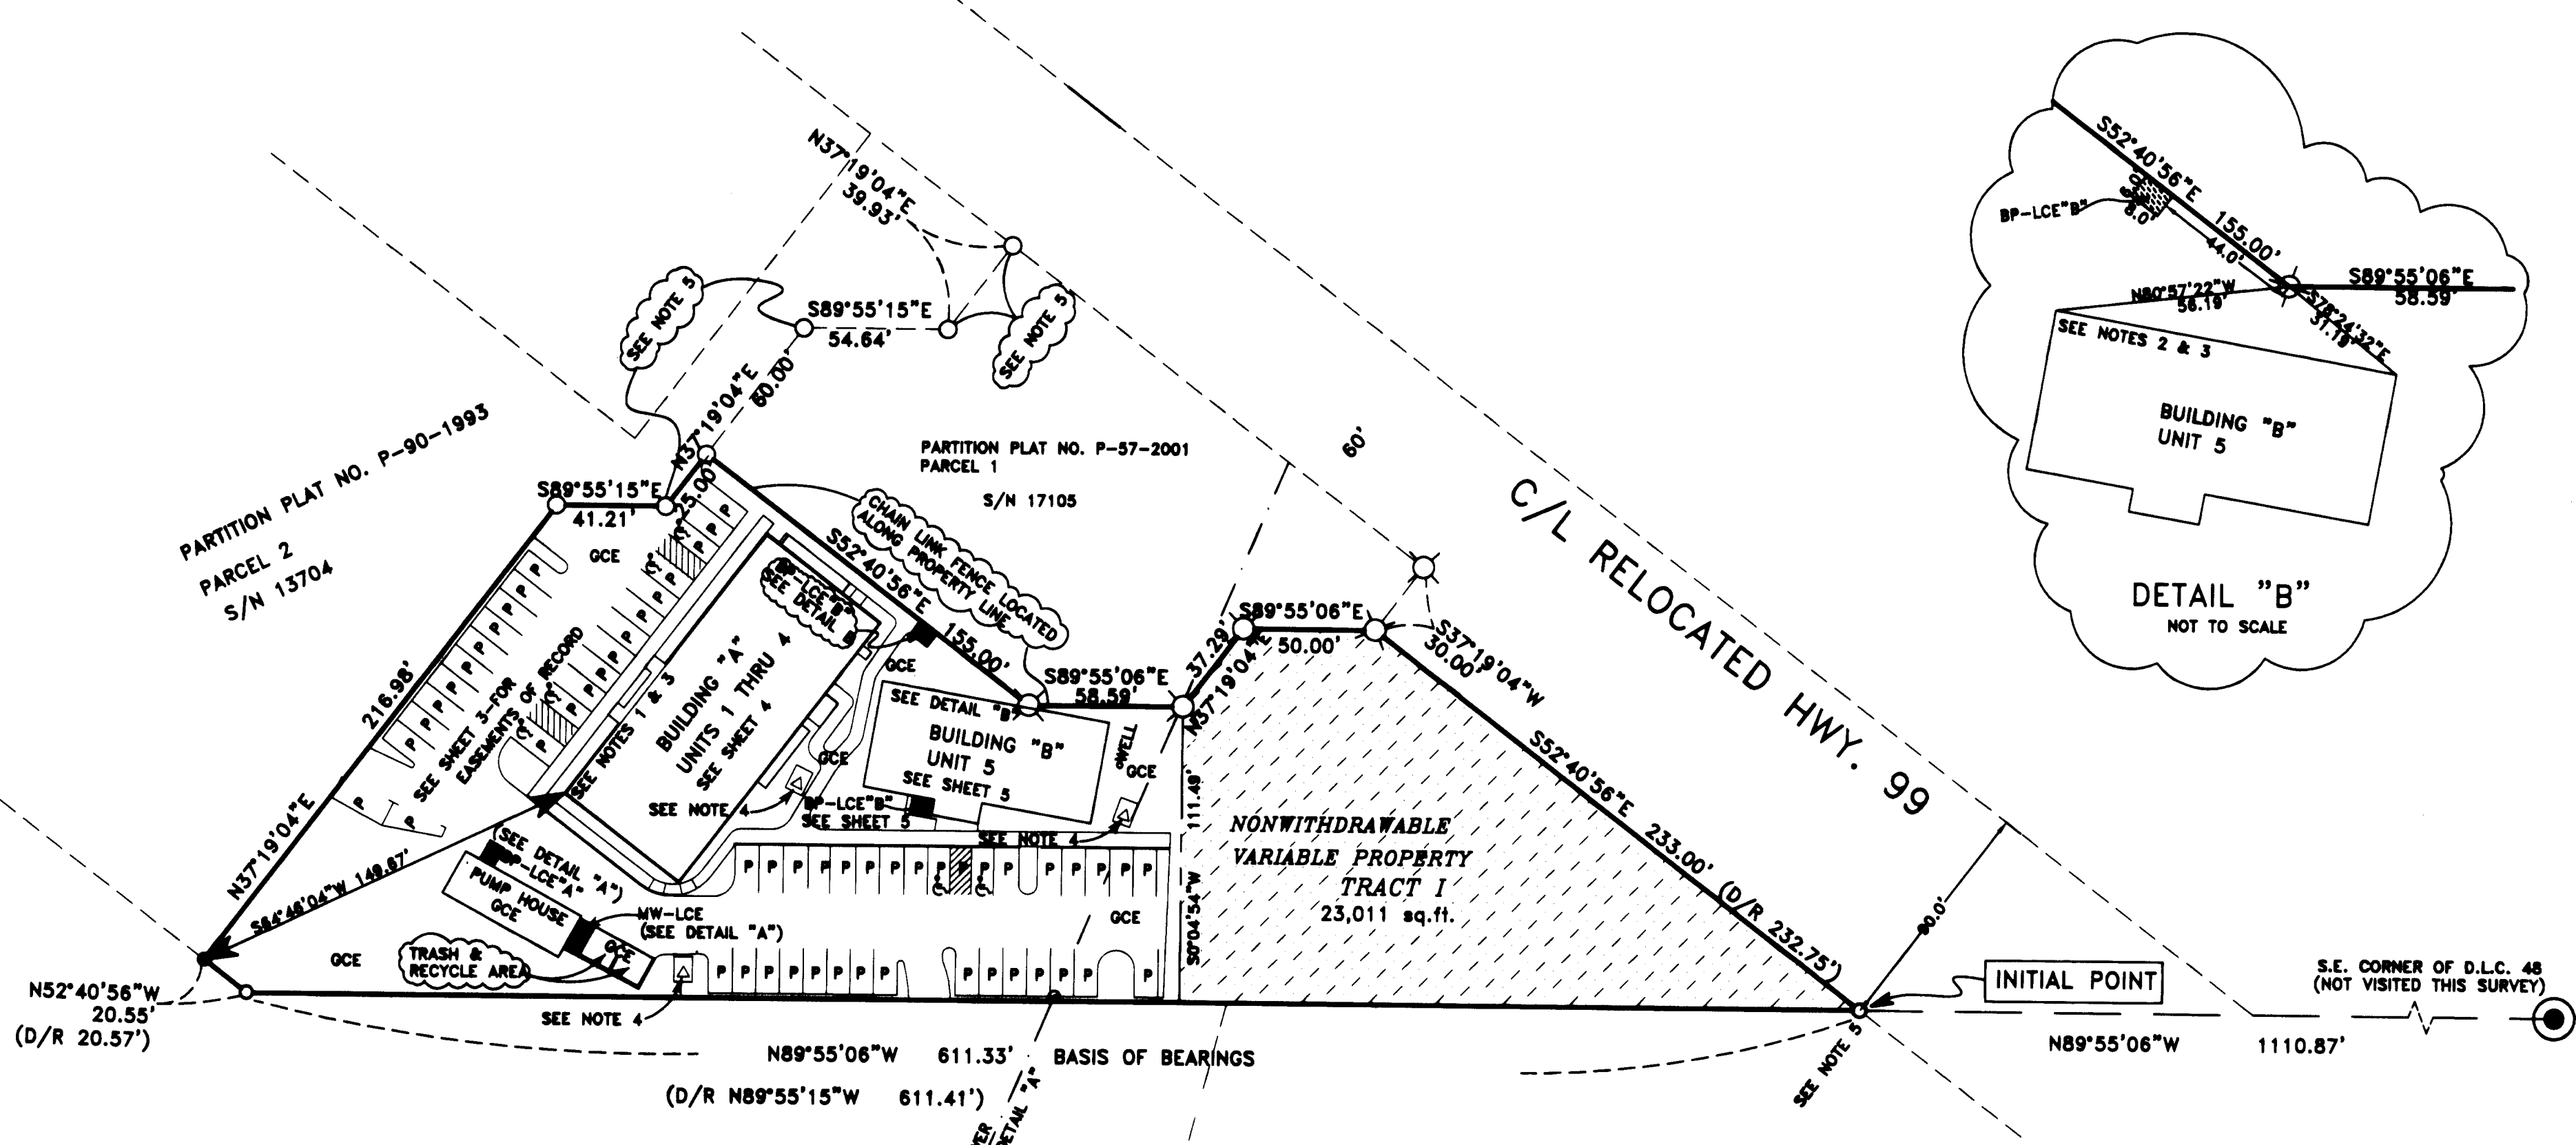 N37°19'04"E
39.93'
SEE NOTE 5
S89°55'15"E
54.64'
SEE NOTE 5
N37°19'04"E
60.00'
25.00'
PARTITION PLAT NO. P-90-1993
PARCEL 2
S/N 13704
PARTITION PLAT NO. P-57-2001
PARCEL 1
S/N 17105
60'
C/L RELOCATED HWY. 99
S89°55'15"E
41.21'
GCE
CHAIN LINK FENCE LOCATED
ALONG PROPERTY LINE
S52°40'56"E
155.00'
BP-LCE"B"
SEE DETAIL
GCE
S89°55'06"E
58.59'
37.29'
N37°19'04"E
S89°55'06"E
50.00'
S37°19'04"W
30.00'
S52°40'56"E 233.00' (D/R 232.75')
216.98'
N37°19'04"E
SEE SHEET 3-FOR
EASEMENTS OF RECORD
SEE NOTES 1 & 3
BUILDING "A"
UNITS 1 THRU 4
SEE SHEET 4
SEE DETAIL "B"
BUILDING "B"
UNIT 5
SEE SHEET 5
WELL
GCE
GCE
SEE NOTE 4
BP-LCE"B"
SEE SHEET 5
SEE NOTE 4
111.49'
S0°04'54"W
NONWITHDRAWABLE
VARIABLE PROPERTY
TRACT I
23,011 sq.ft.
S64°46'04"W 149.67'
(SEE DETAIL "A")
BP-LCE"A"
PUMP HOUSE
GCE
MW-LCE
(SEE DETAIL "A")
GCE
TRASH &
RECYCLE AREA
GCE
GCE
P P P P P P P P P P P P P P P P
P P P P P P P P P P P P P P P
SEE NOTE 4
N52°40'56"W
20.55'
(D/R 20.57')
N89°55'06"W 611.33' BASIS OF BEARINGS
(D/R N89°55'15"W 611.41')
DETAIL "A"
90.0'
INITIAL POINT
SEE NOTE 5
S.E. CORNER OF D.L.C. 48
(NOT VISITED THIS SURVEY)
N89°55'06"W 1110.87'
S52°40'56"E
155.00'
BP-LCE"B"
8.0'
44.0'
S89°55'06"E
58.59'
N80°57'22"W
56.19'
S78°24'32"E
31.19'
SEE NOTES 2 & 3
BUILDING "B"
UNIT 5
DETAIL "B"
NOT TO SCALE